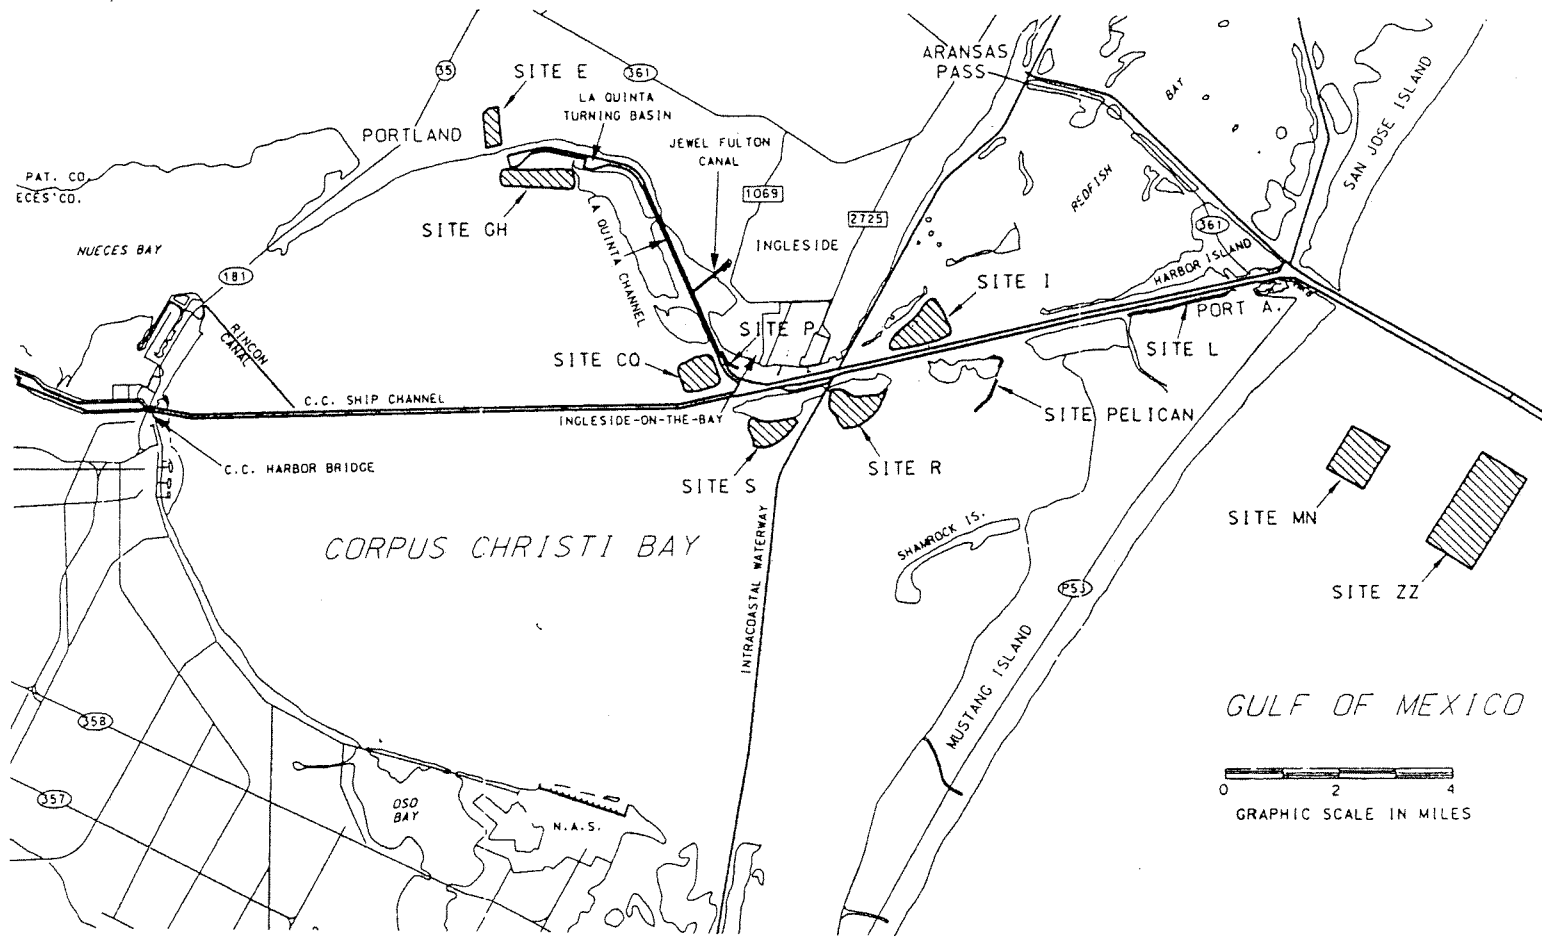 SITE E
35
361
LA QUINTA
TURNING BASIN
ARANSAS
PASS
BAY
SAN JOSE ISLAND
PORTLAND
JEWEL FULTON
CANAL
PAT. CO.
ECES CO.
1069
REDFISH
SITE GH
2725
361
NUECES BAY
LA QUINTA CHANNEL
INGLESIDE
HARBOR ISLAND
181
SITE I
RINCON
CANAL
SITE P
PORT A.
SITE CQ
SITE L
C.C. SHIP CHANNEL
INGLESIDE-ON-THE-BAY
SITE PELICAN
C.C. HARBOR BRIDGE
SITE R
SITE S
SITE MN
CORPUS CHRISTI BAY
SHAMROCK IS.
INTRACOASTAL WATERWAY
P53
SITE ZZ
MUSTANG ISLAND
358
GULF OF MEXICO
357
OSO
BAY
N.A.S.
0 2 4
GRAPHIC SCALE IN MILES